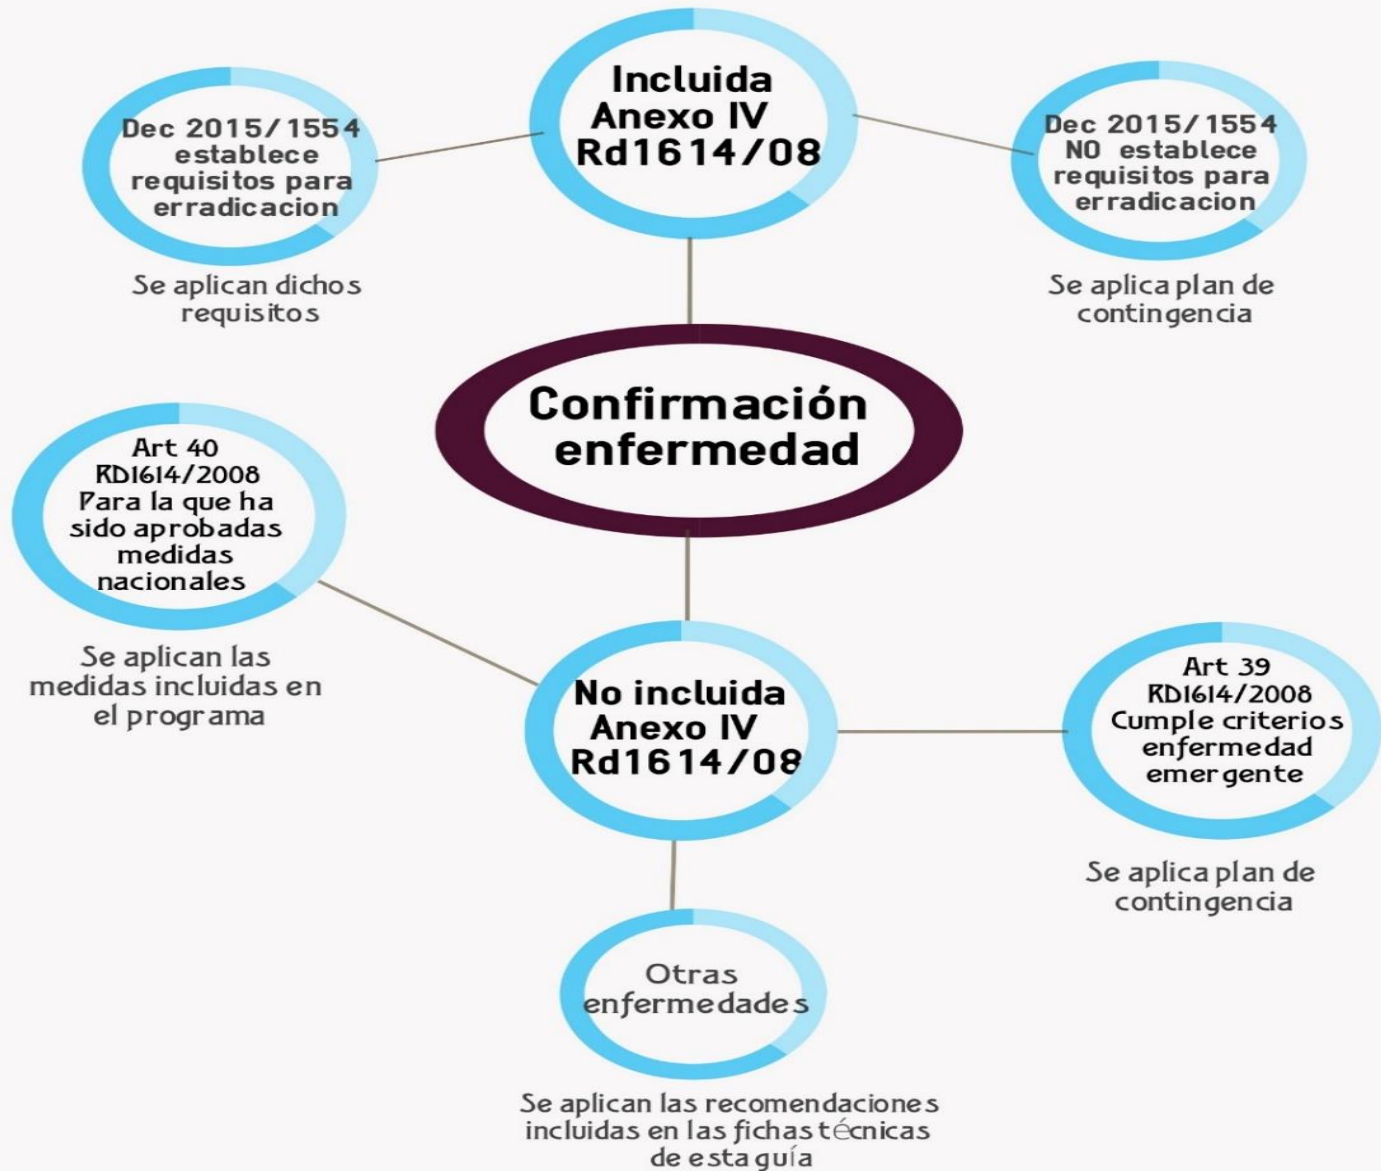 Incluida
Anexo IV
Rd1614/08
Dec 2015/1554
establece
requisitos para
erradicacion
Se aplican dichos
requisitos
Dec 2015/1554
NO establece
requisitos para
erradicacion
Se aplica plan de
contingencia
Confirmación
enfermedad
Art 40
RD1614/2008
Para la que ha
sido aprobadas
medidas
nacionales
Se aplican las
medidas incluidas en
el programa
No incluida
Anexo IV
Rd1614/08
Art 39
RD1614/2008
Cumple criterios
enfermedad
emergente
Se aplica plan de
contingencia
Otras
enfermedades
Se aplican las recomendaciones
incluidas en las fichas técnicas
de esta guía